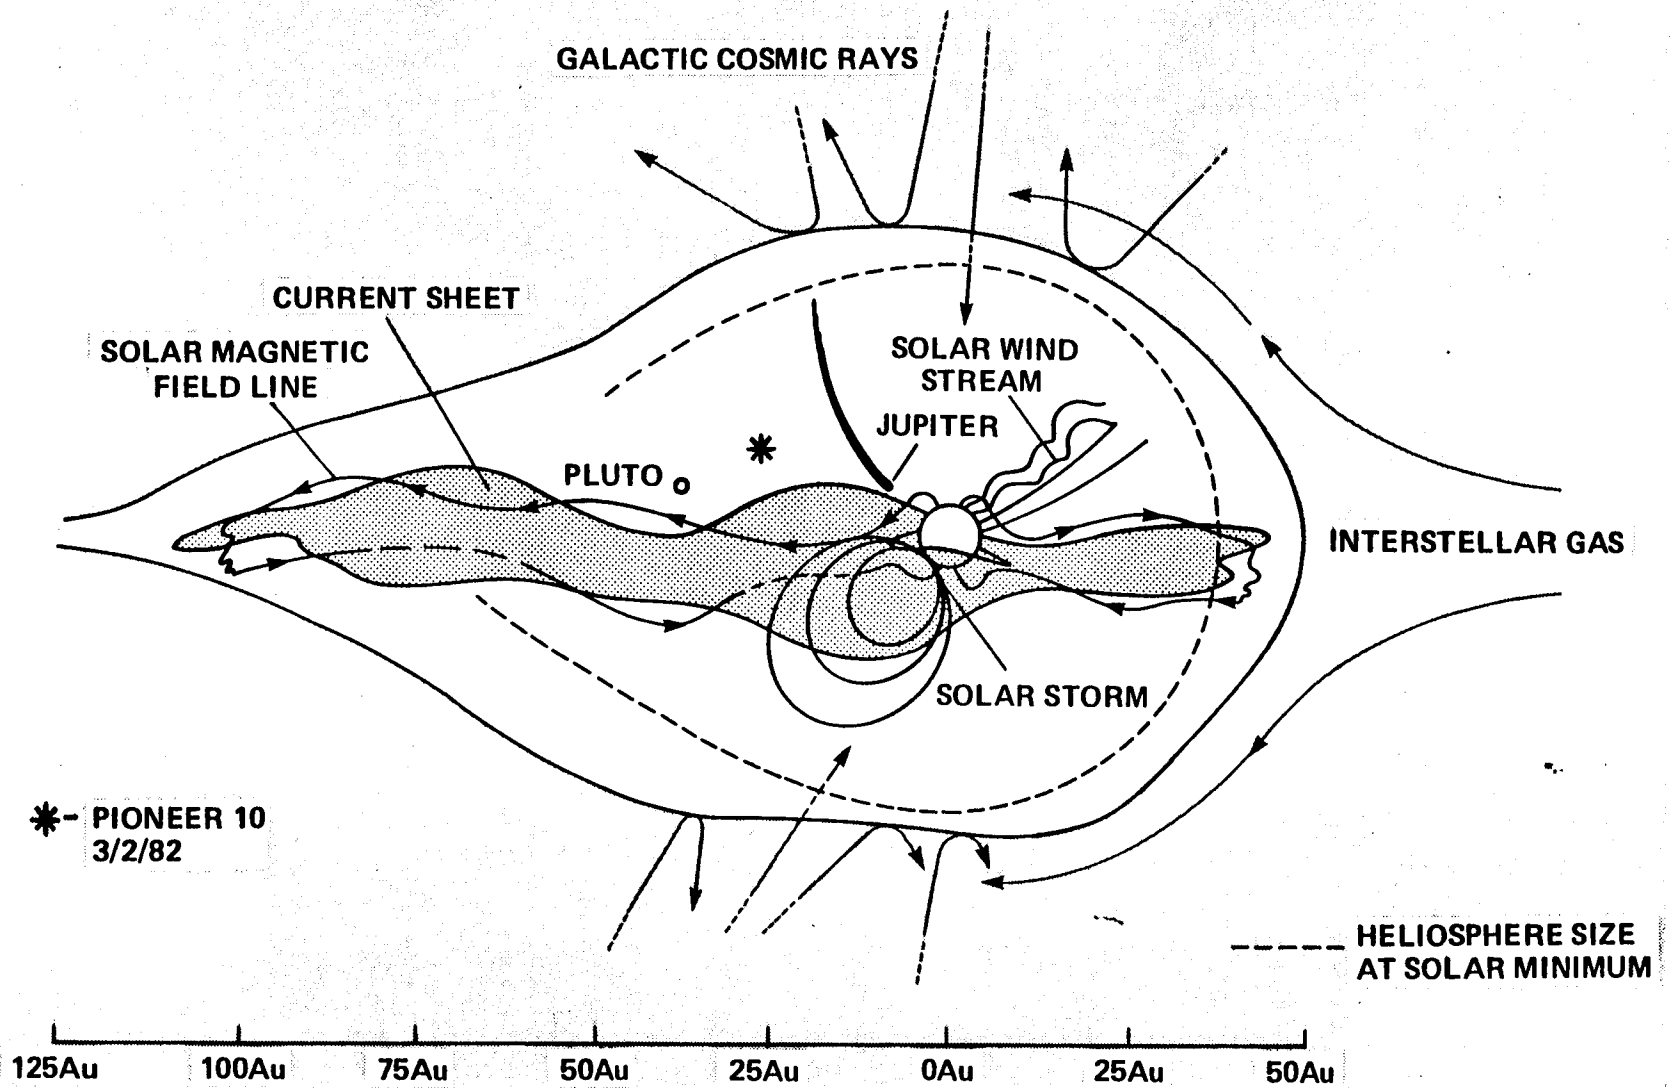 GALACTIC COSMIC RAYS
CURRENT SHEET
SOLAR MAGNETIC
FIELD LINE
SOLAR WIND
STREAM
JUPITER
PLUTO
INTERSTELLAR GAS
SOLAR STORM
- PIONEER 10
3/2/82
HELIOSPHERE SIZE
AT SOLAR MINIMUM
125Au 100Au 75Au 50Au 25Au 0Au 25Au 50Au